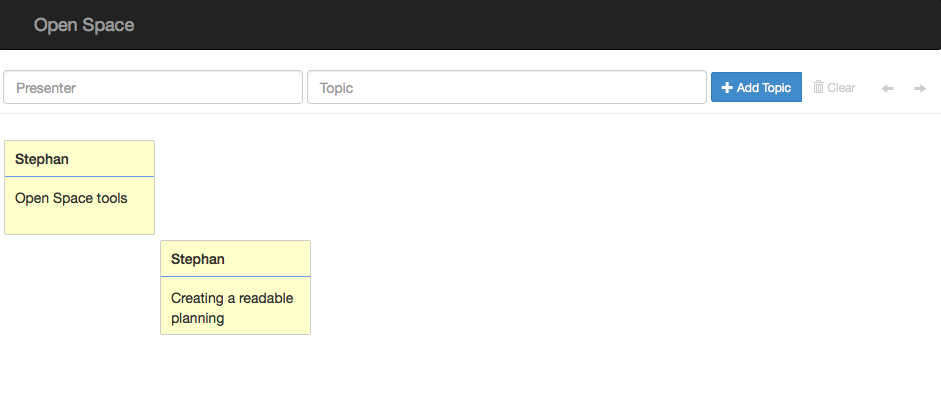 Open Space
Presenter Topic Add Topic Clear
Stephan
Open Space tools
Stephan
Creating a readable
planning